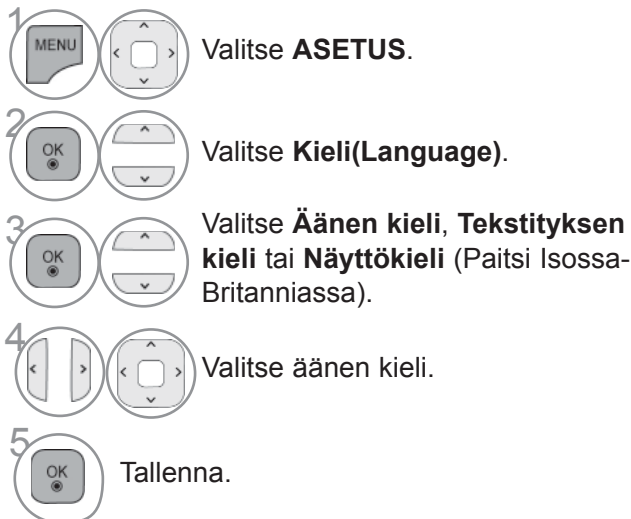 1
MENU
Valitse ASETUS.
2
OK
Valitse Kieli(Language).
3
OK
Valitse Äänen kieli, Tekstityksen
kieli tai Näyttökieli (Paitsi Isossa-
Britanniassa).
4
Valitse äänen kieli.
5
OK
Tallenna.